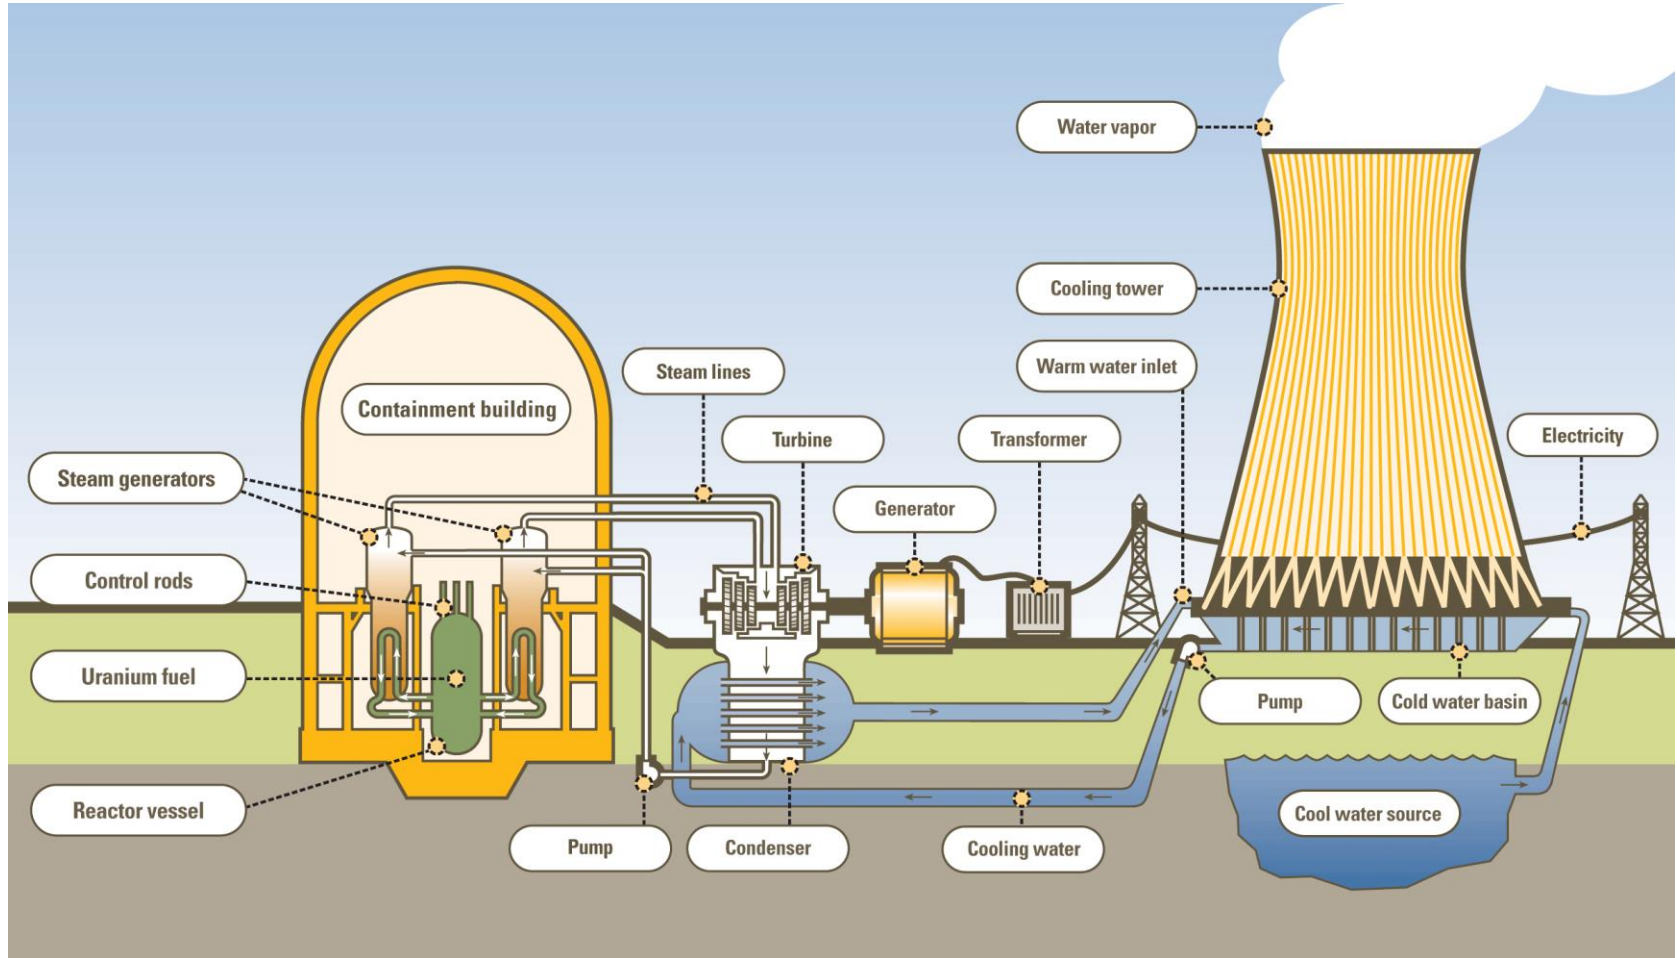 Water vapor
Cooling tower
Steam lines
Warm water inlet
Containment building
Turbine
Transformer
Electricity
Steam generators
Generator
Control rods
Uranium fuel
Pump
Cold water basin
Reactor vessel
Cool water source
Pump
Condenser
Cooling water